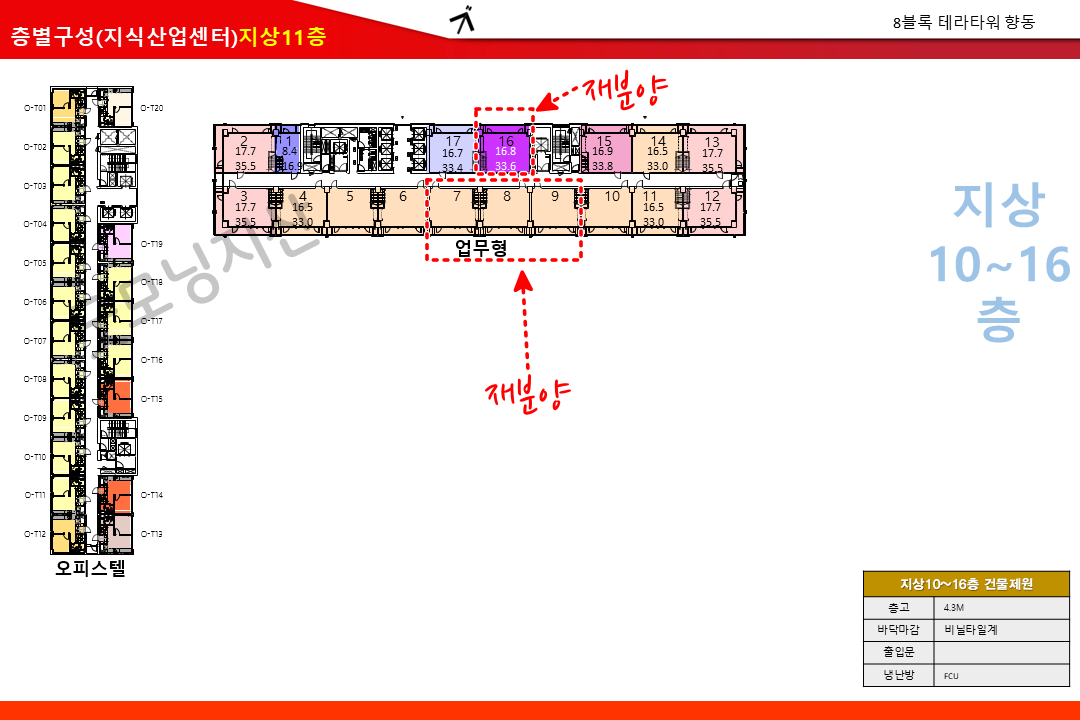 층별구성(지식산업센터)지상11층
8블록 테라타워 향동
재분양
O-T01
O-T20
O-T02
O-T03
O-T04
O-T19
O-T05
O-T18
O-T06
O-T17
O-T07
O-T16
O-T08
O-T15
O-T09
O-T10
O-T11
O-T14
O-T12
O-T13
오피스텔
2 1 17 16 15 14 13
17.7 8.4 16.7 16.8 16.9 16.5 17.7
35.5 16.9 33.4 33.6 33.8 33.0 35.5
3 4 5 6 7 8 9 10 11 12
17.7 16.5 16.5 17.7
35.5 33.0 33.0 35.5
업무형
재분양
지상
10~16
층
지상10~16층 건물제원
층고 4.3M
바닥마감 비닐타일계
출입문
냉난방 FCU